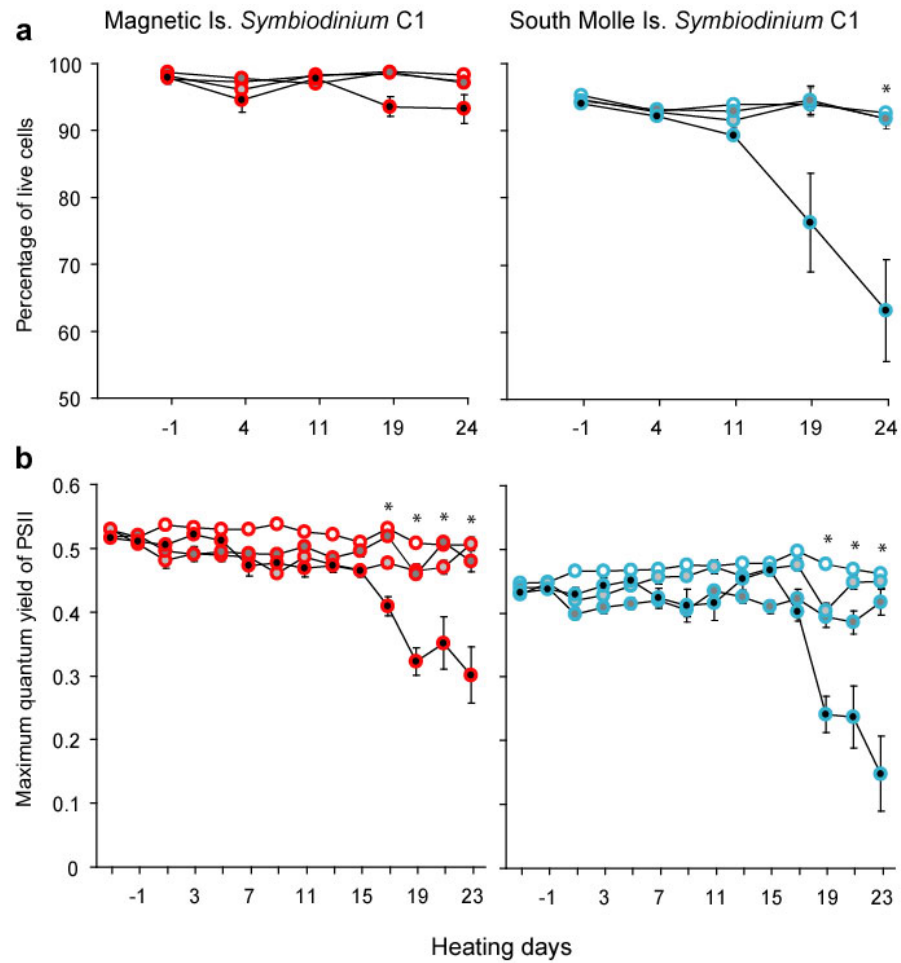 a
Magnetic Is. Symbiodinium C1
South Molle Is. Symbiodinium C1
Percentage of live cells
100
90
80
70
60
50
*
-1 4 11 19 24
-1 4 11 19 24
b
Maximum quantum yield of PSII
0.6
0.5
0.4
0.3
0.2
0.1
0
* * * *
* * *
-1 3 7 11 15 19 23
-1 3 7 11 15 19 23
Heating days